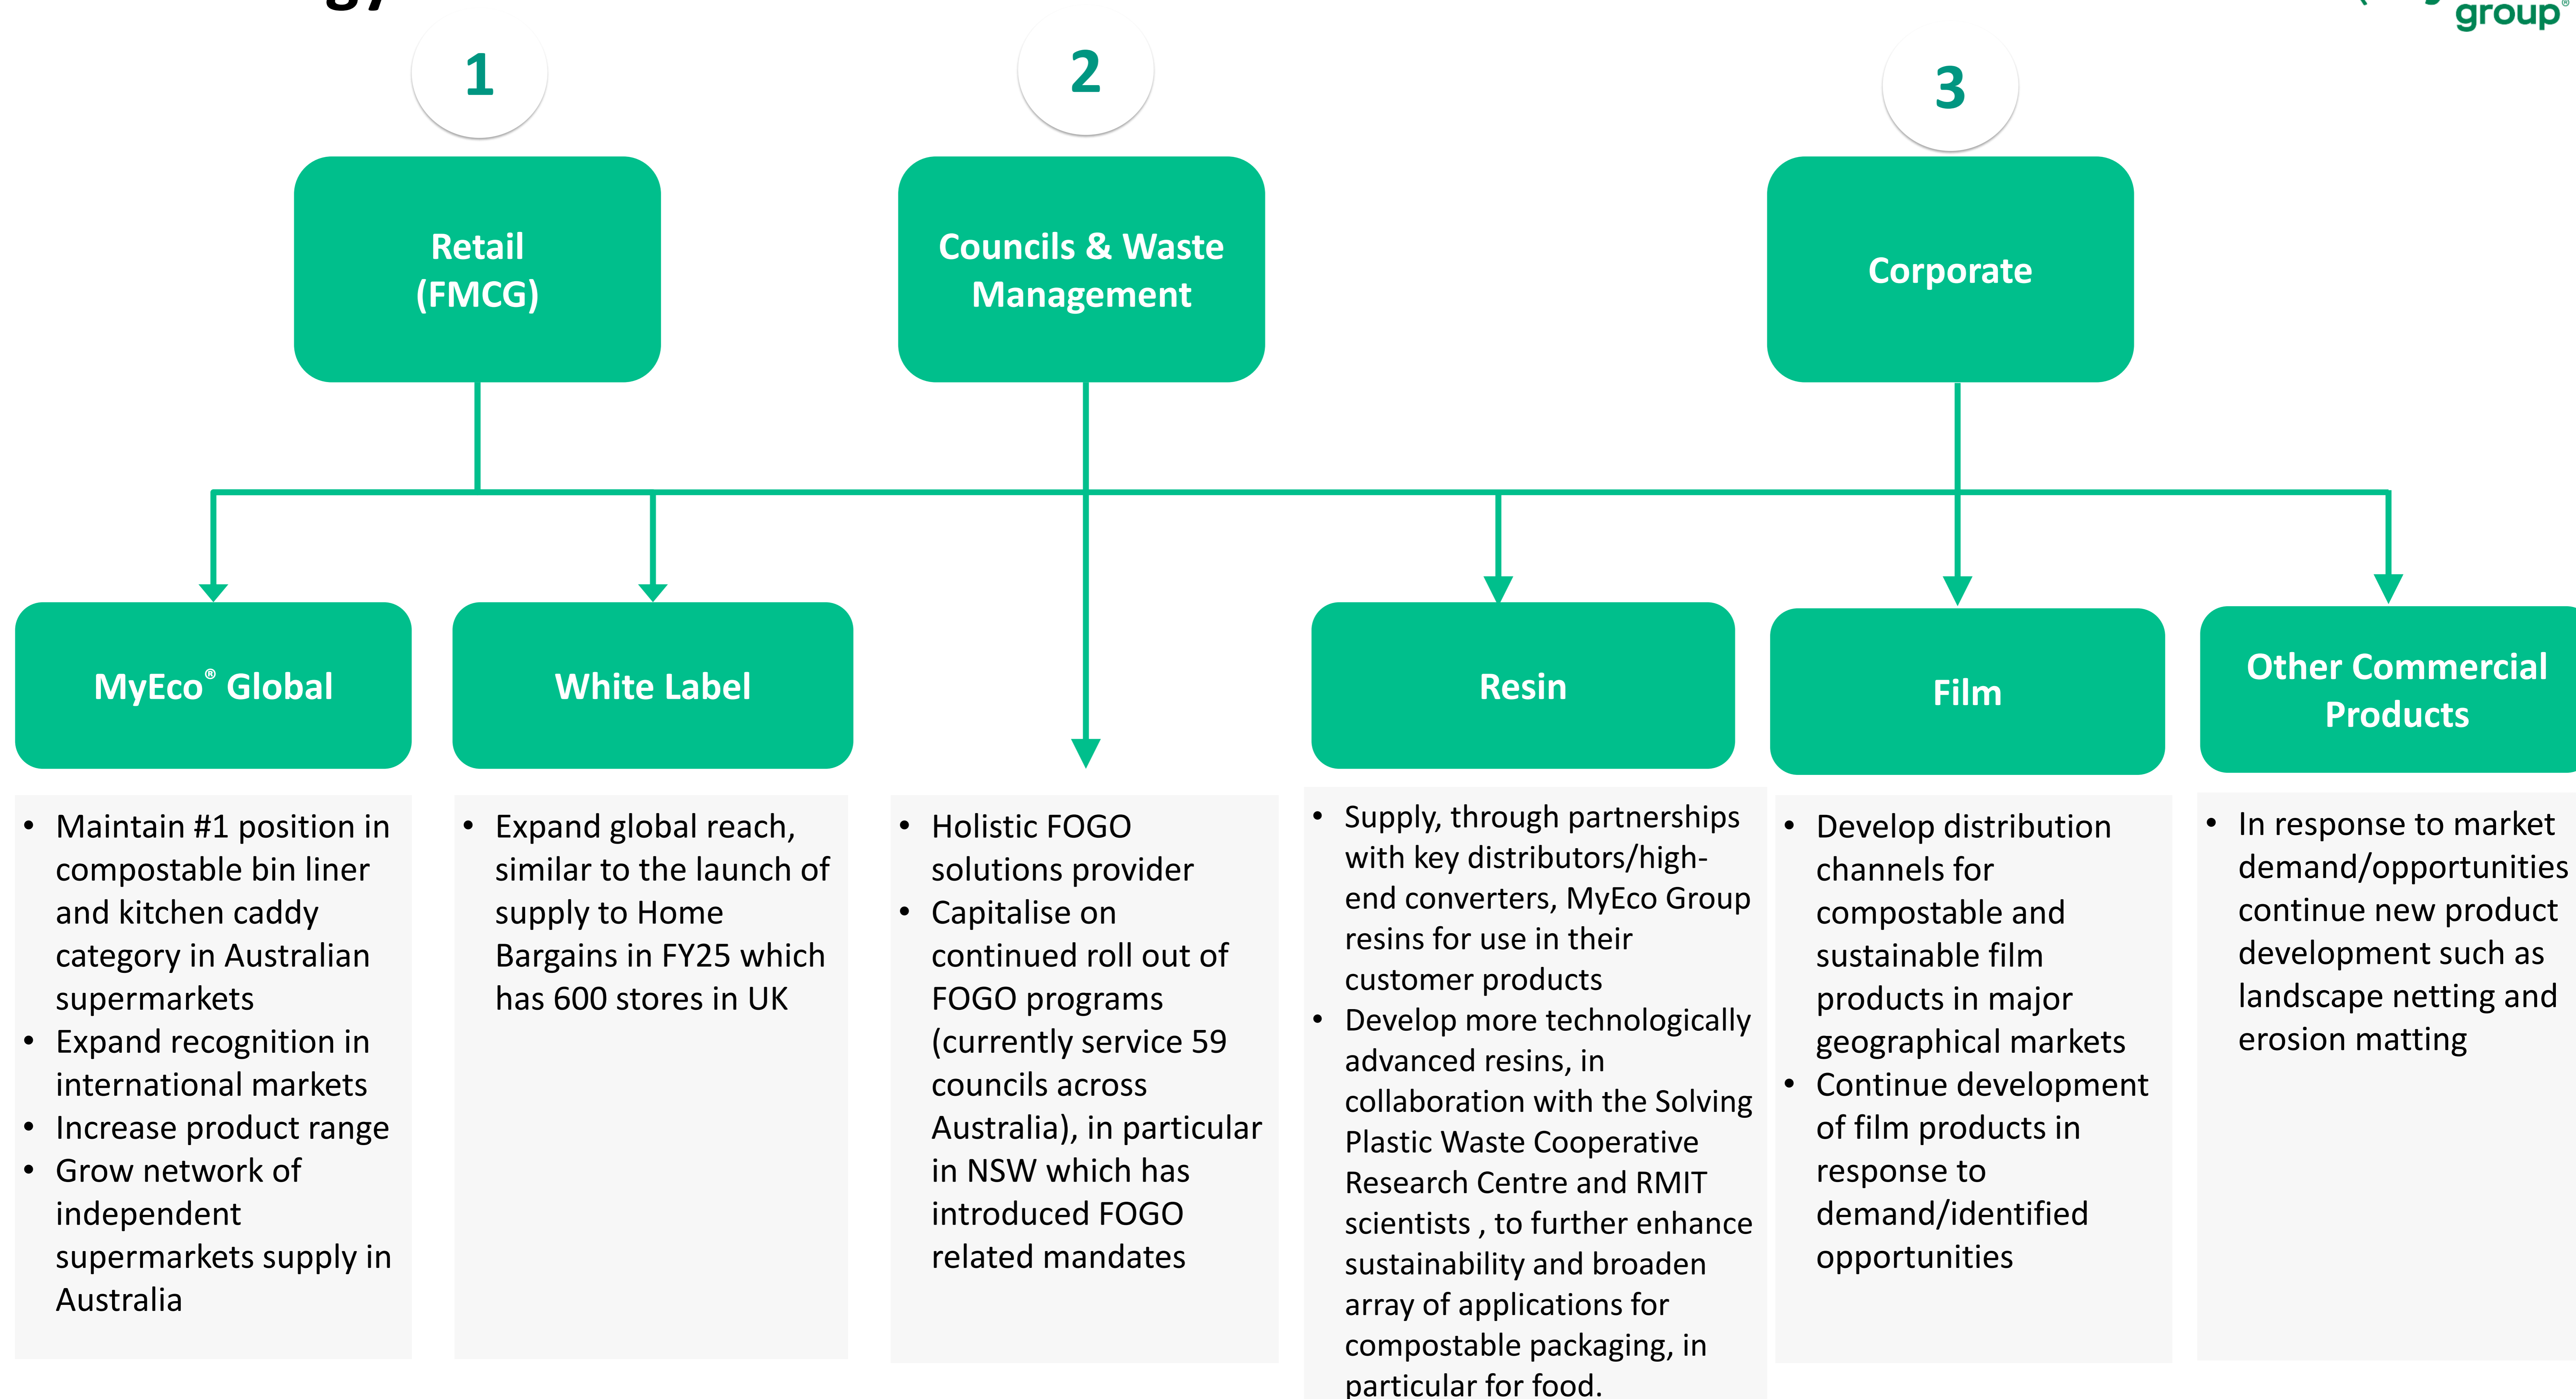 group®
1
2
3
Retail
(FMCG)
Councils & Waste
Management
Corporate
MyEco® Global
White Label
Resin
Film
Other Commercial
Products
• Maintain #1 position in
compostable bin liner
and kitchen caddy
category in Australian
supermarkets
• Expand recognition in
international markets
• Increase product range
• Grow network of
independent
supermarkets supply in
Australia
• Expand global reach,
similar to the launch of
supply to Home
Bargains in FY25 which
has 600 stores in UK
• Holistic FOGO
solutions provider
• Capitalise on
continued roll out of
FOGO programs
(currently service 59
councils across
Australia), in particular
in NSW which has
introduced FOGO
related mandates
• Supply, through partnerships
with key distributors/high-
end converters, MyEco Group
resins for use in their
customer products
• Develop more technologically
advanced resins, in
collaboration with the Solving
Plastic Waste Cooperative
Research Centre and RMIT
scientists , to further enhance
sustainability and broaden
array of applications for
compostable packaging, in
particular for food.
• Develop distribution
channels for
compostable and
sustainable film
products in major
geographical markets
• Continue development
of film products in
response to
demand/identified
opportunities
• In response to market
demand/opportunities
continue new product
development such as
landscape netting and
erosion matting